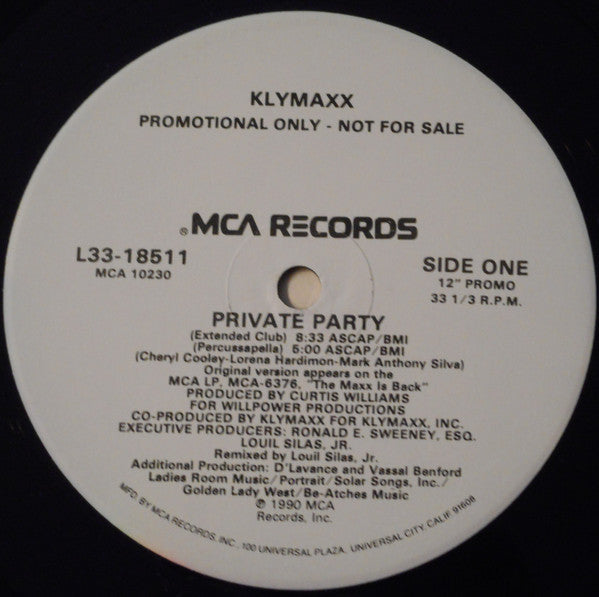 KLYMAXX
PROMOTIONAL ONLY - NOT FOR SALE
® MCA RECORDS
L33-18511
MCA 10230
SIDE ONE
12" PROMO
33 1/3 R.P.M.
PRIVATE PARTY
(Extended Club) 8:33 ASCAP/BMI
(Percussapella) 5:00 ASCAP/BMI
(Cheryl Cooley-Lorena Hardimon-Mark Anthony Silva)
Original version appears on the
MCA LP, MCA-6376, "The Maxx Is Back"
PRODUCED BY CURTIS WILLIAMS
FOR WILLPOWER PRODUCTIONS
CO-PRODUCED BY KLYMAXX FOR KLYMAXX, INC.
EXECUTIVE PRODUCERS: RONALD E. SWEENEY, ESQ.
LOUIL SILAS, JR.
Remixed by Louil Silas, Jr.
Additional Production: D'Lavance and Vassal Benford
Ladies Room Music/Portrait/Solar Songs, Inc./
Golden Lady West/Be-Atches Music
℗ 1990 MCA
Records, Inc.
MFD. BY MCA RECORDS, INC., 100 UNIVERSAL PLAZA, UNIVERSAL CITY, CALIF 91608